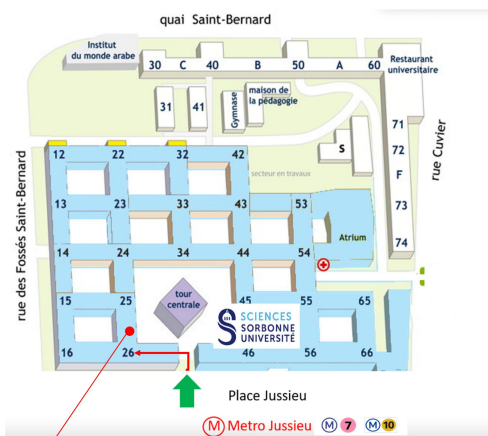 quai Saint-Bernard
Institut
du monde arabe
30 C 40 B 50 A 60
Restaurant
universitaire
31 41
Gymnase
maison de
la pédagogie
71
72
F
73
74
rue Cuvier
S
rue des Fossés Saint-Bernard
12 22 32 42
secteur en travaux
13 23 33 43 53
Atrium
14 24 34 44 54
tour
centrale
15 25 45 55 65
S
SCIENCES
SORBONNE
UNIVERSITÉ
16 26 46 56 66
Place Jussieu
M Metro Jussieu M 7 M 10